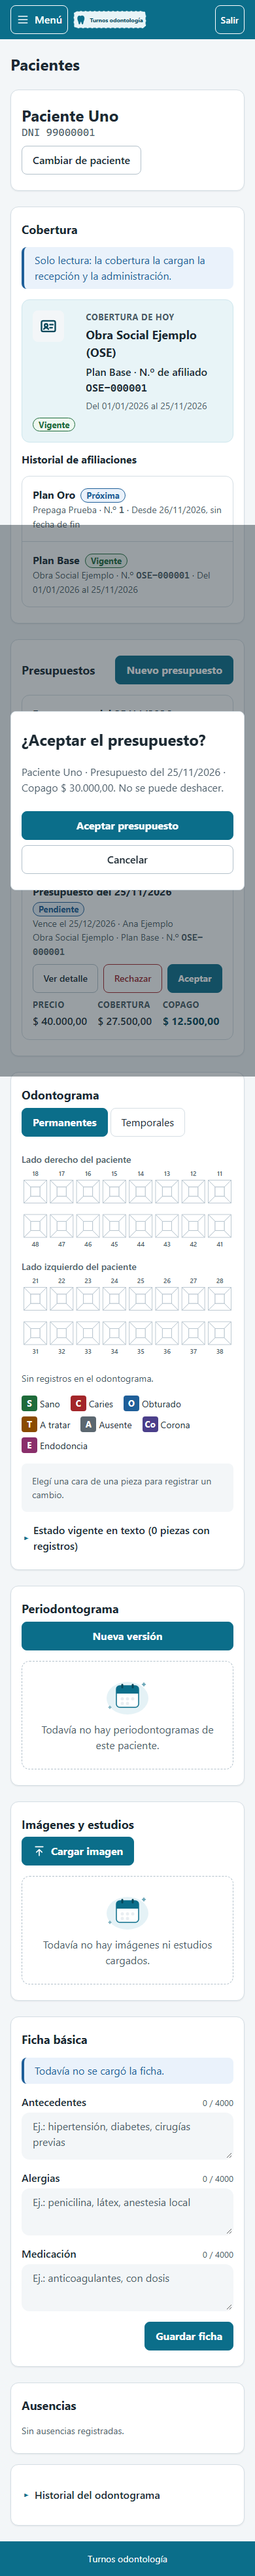 Menú
Turnos odontología
Salir
Pacientes
Paciente Uno
DNI 99000001
Cambiar de paciente
Cobertura
Solo lectura: la cobertura la cargan la
recepción y la administración.
COBERTURA DE HOY
Obra Social Ejemplo
(OSE)
Plan Base · N.º de afiliado
OSE-000001
Del 01/01/2026 al 25/11/2026
Vigente
Historial de afiliaciones
Plan Oro Próxima
Prepaga Prueba · N.º 1 · Desde 26/11/2026, sin
fecha de fin
Plan Base Vigente
Obra Social Ejemplo · N.º OSE-000001 · Del
01/01/2026 al 25/11/2026
Presupuestos
Nuevo presupuesto
¿Aceptar el presupuesto?
Paciente Uno · Presupuesto del 25/11/2026 ·
Copago $ 30.000,00. No se puede deshacer.
Aceptar presupuesto
Cancelar
Presupuesto del 25/11/2026
Pendiente
Vence el 25/12/2026 · Ana Ejemplo
Obra Social Ejemplo · Plan Base · N.º OSE-
000001
Ver detalle
Rechazar
Aceptar
PRECIO COBERTURA COPAGO
$ 40.000,00 $ 27.500,00 $ 12.500,00
Odontograma
Permanentes
Temporales
Lado derecho del paciente
18 17 16 15 14 13 12 11
48 47 46 45 44 43 42 41
Lado izquierdo del paciente
21 22 23 24 25 26 27 28
31 32 33 34 35 36 37 38
Sin registros en el odontograma.
S Sano C Caries O Obturado
T A tratar A Ausente Co Corona
E Endodoncia
Elegí una cara de una pieza para registrar un
cambio.
Estado vigente en texto (0 piezas con
registros)
Periodontograma
Nueva versión
Todavía no hay periodontogramas de
este paciente.
Imágenes y estudios
Cargar imagen
Todavía no hay imágenes ni estudios
cargados.
Ficha básica
Todavía no se cargó la ficha.
Antecedentes 0 / 4000
Ej.: hipertensión, diabetes, cirugías
previas
Alergias 0 / 4000
Ej.: penicilina, látex, anestesia local
Medicación 0 / 4000
Ej.: anticoagulantes, con dosis
Guardar ficha
Ausencias
Sin ausencias registradas.
Historial del odontograma
Turnos odontología